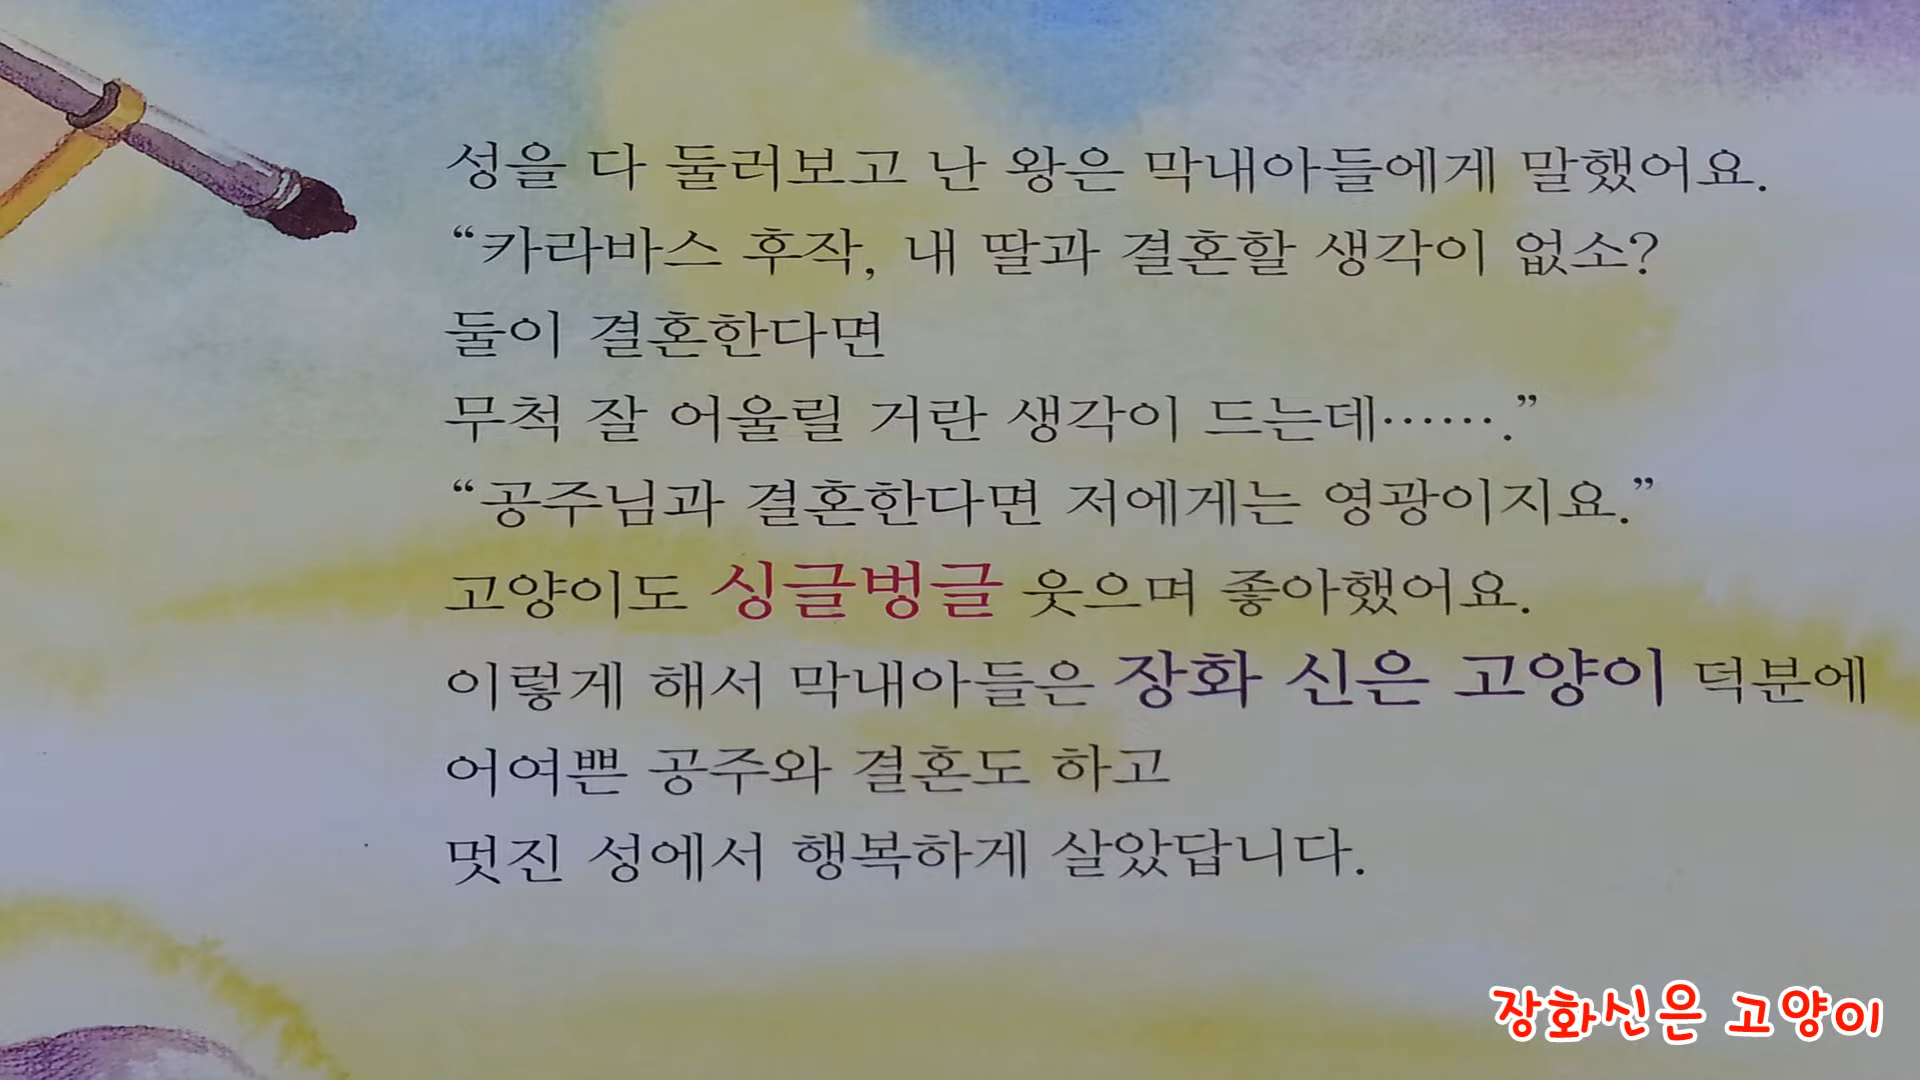 성을 다 둘러보고 난 왕은 막내아들에게 말했어요.
“카라바스 후작, 내 딸과 결혼할 생각이 없소?
둘이 결혼한다면
무척 잘 어울릴 거란 생각이 드는데…….”
“공주님과 결혼한다면 저에게는 영광이지요.”
고양이도 싱글벙글 웃으며 좋아했어요.
이렇게 해서 막내아들은 장화 신은 고양이 덕분에
어여쁜 공주와 결혼도 하고
멋진 성에서 행복하게 살았답니다.
장화신은 고양이